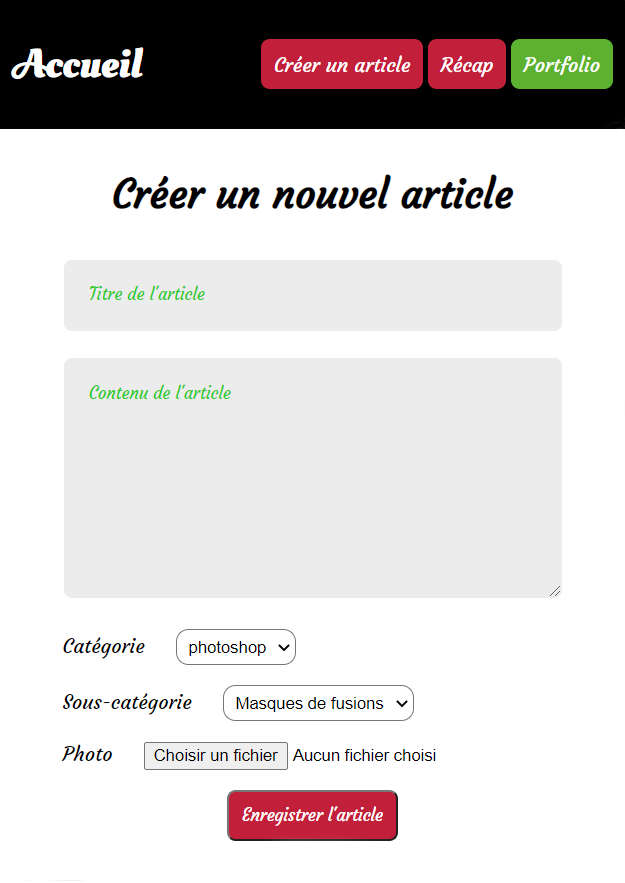 Accueil
Créer un article
Récap
Portfolio
Créer un nouvel article
Titre de l'article
Contenu de l'article
Catégorie
photoshop
Sous-catégorie
Masques de fusions
Photo
Choisir un fichier Aucun fichier choisi
Enregistrer l'article